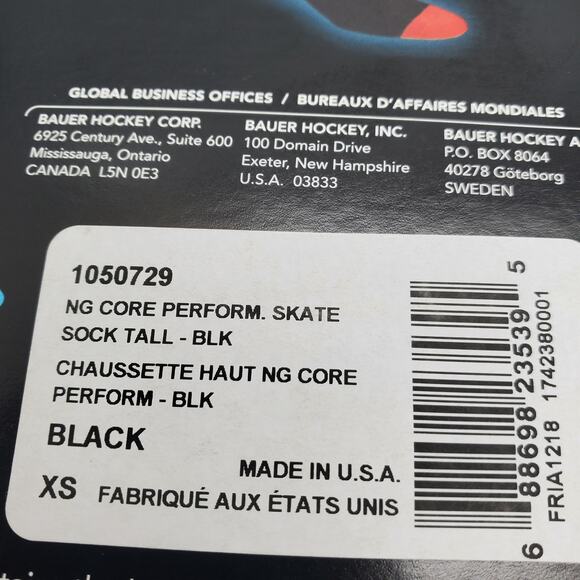 GLOBAL BUSINESS OFFICES / BUREAUX D'AFFAIRES MONDIALES
BAUER HOCKEY CORP.
6925 Century Ave., Suite 600
Mississauga, Ontario
CANADA L5N 0E3
BAUER HOCKEY, INC.
100 Domain Drive
Exeter, New Hampshire
U.S.A. 03833
BAUER HOCKEY A
P.O. BOX 8064
40278 Göteborg
SWEDEN
1050729
NG CORE PERFORM. SKATE
SOCK TALL - BLK
CHAUSSETTE HAUT NG CORE
PERFORM - BLK
BLACK
MADE IN U.S.A.
XS FABRIQUÉ AUX ÉTATS UNIS
6 88698 23539 5
FRIA1218 1742380001